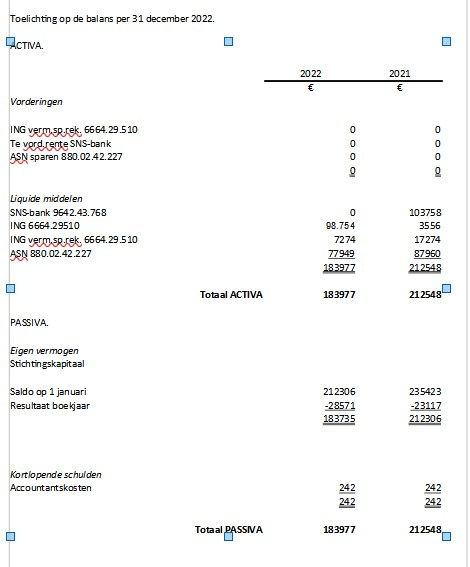 Toelichting op de balans per 31 december 2022.
ACTIVA.
2022 2021
€ €
Vorderingen
ING verm.sp.rek. 6664.29.510 0 0
Te vord.rente SNS-bank 0 0
ASN sparen 880.02.42.227 0 0
0 0
Liquide middelen
SNS-bank 9642.43.768 0 103758
ING 6664.29510 98.754 3556
ING verm.sp.rek. 6664.29.510 7274 17274
ASN 880.02.42.227 77949 87960
183977 212548
Totaal ACTIVA 183977 212548
PASSIVA.
Eigen vermogen
Stichtingskapitaal
Saldo op 1 januari 212306 235423
Resultaat boekjaar -28571 -23117
183735 212306
Kortlopende schulden
Accountantskosten 242 242
242 242
Totaal PASSIVA 183977 212548